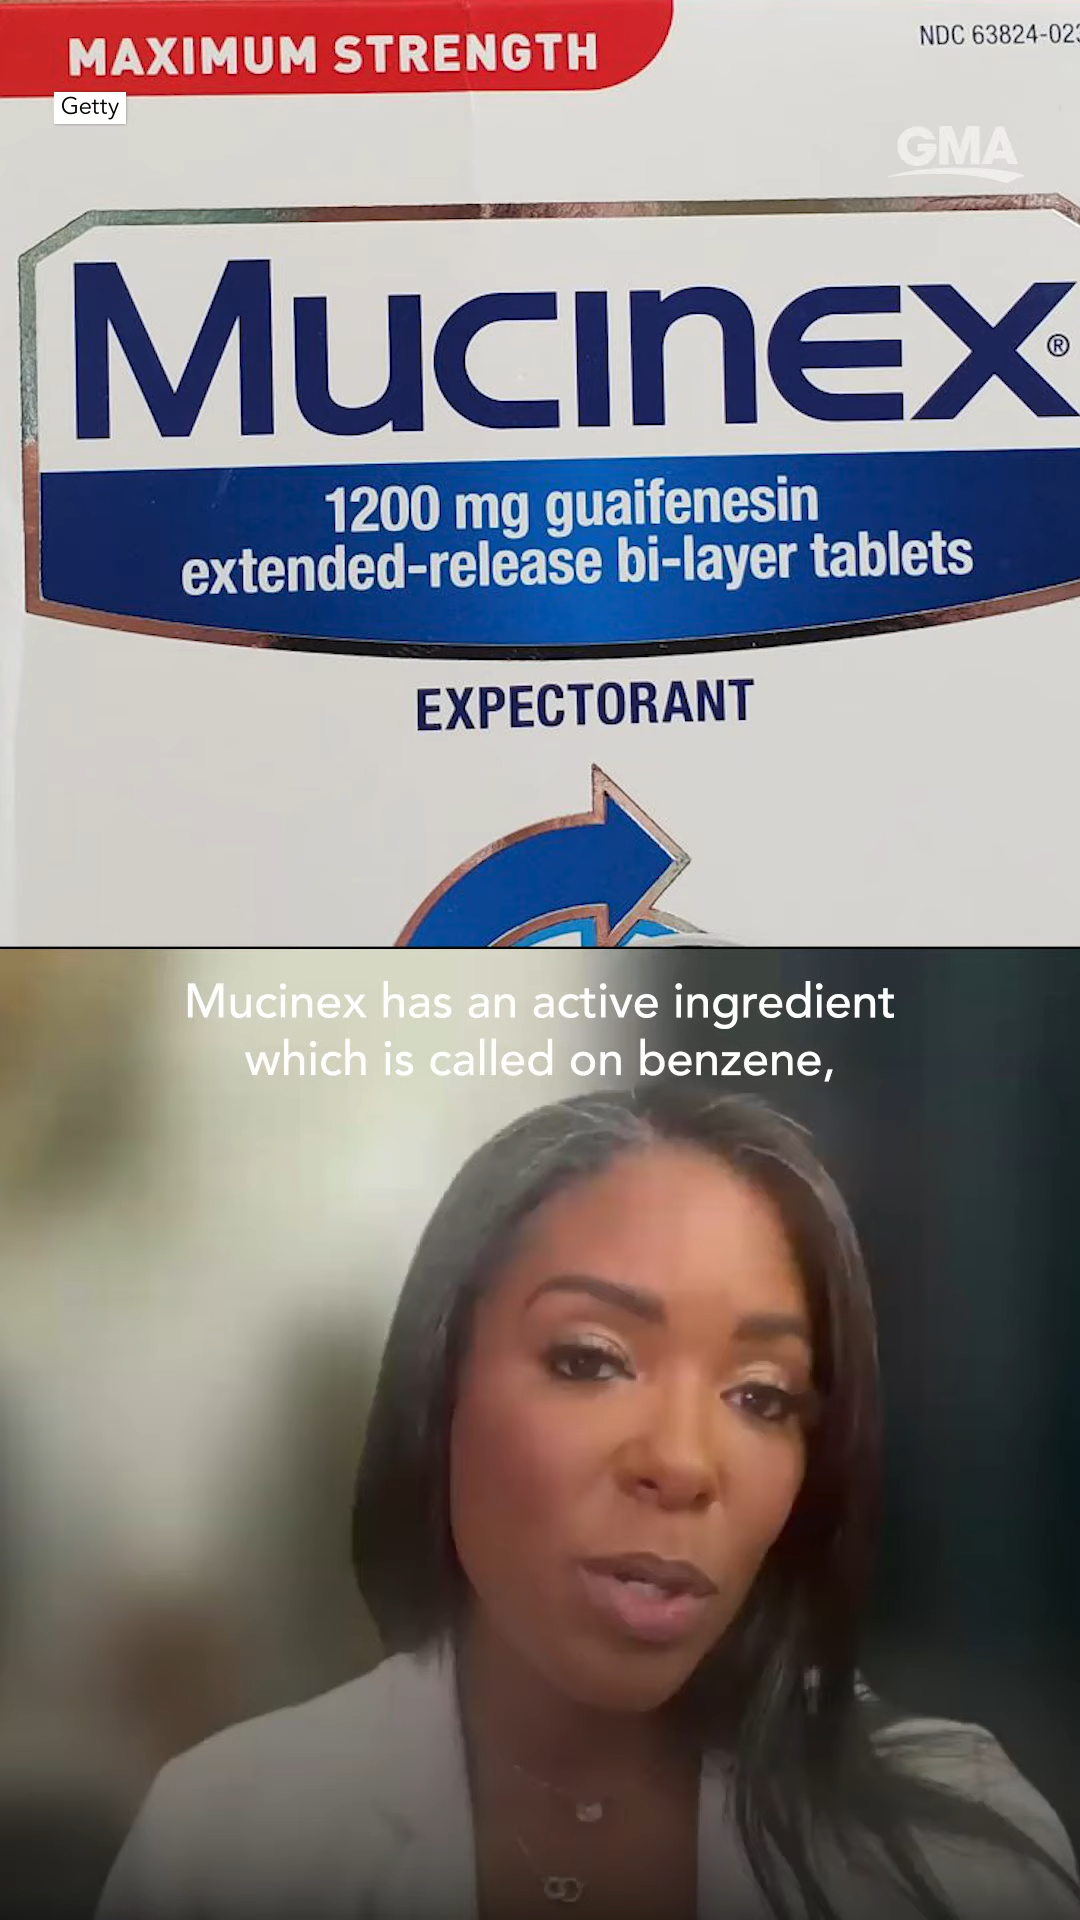 MAXIMUM STRENGTH
NDC 63824-023
Getty
GMA
Mucinex®
1200 mg guaifenesin
extended-release bi-layer tablets
EXPECTORANT
Mucinex has an active ingredient
which is called on benzene,